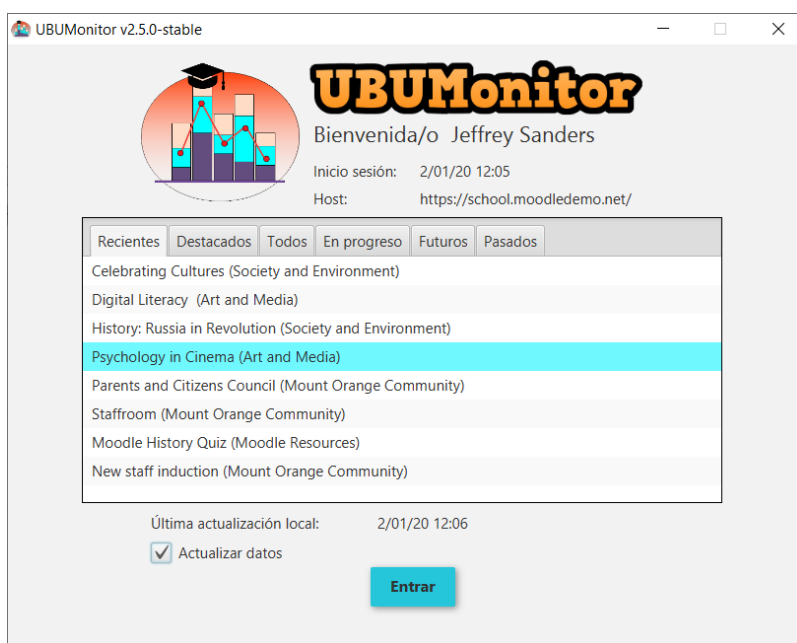 UBUMonitor v2.5.0-stable
UBUMonitor
Bienvenida/o Jeffrey Sanders
Inicio sesión: 2/01/20 12:05
Host: https://school.moodledemo.net/
Recientes Destacados Todos En progreso Futuros Pasados
Celebrating Cultures (Society and Environment)
Digital Literacy (Art and Media)
History: Russia in Revolution (Society and Environment)
Psychology in Cinema (Art and Media)
Parents and Citizens Council (Mount Orange Community)
Staffroom (Mount Orange Community)
Moodle History Quiz (Moodle Resources)
New staff induction (Mount Orange Community)
Última actualización local: 2/01/20 12:06
Actualizar datos
Entrar